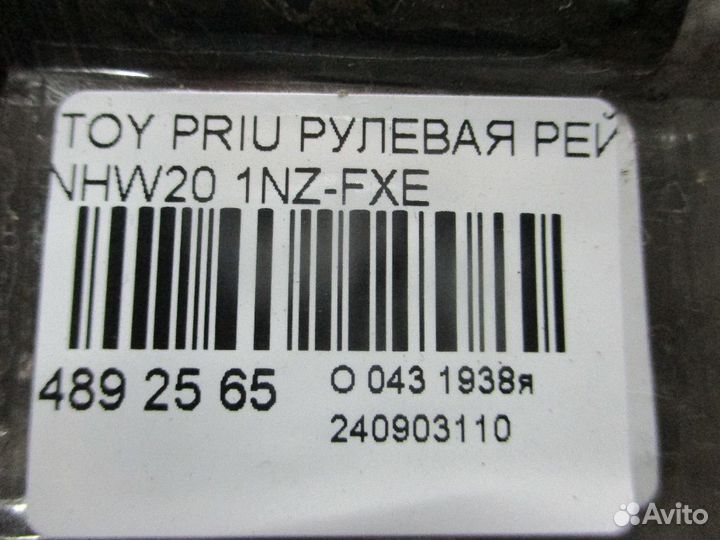 TOY PRIU РУЛЕВАЯ РЕЙ
NHW20 1NZ-FXE
489 25 65
О 043 1938я
240903110
Avito